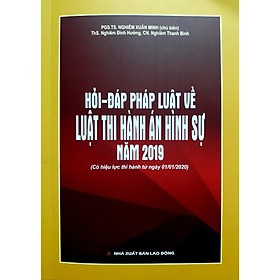 PGS.TS. NGHIÊM XUÂN MINH (chủ biên)
ThS. Nghiêm Đình Hường, CN. Nghiêm Thanh Bình
HỎI-ĐÁP PHÁP LUẬT VỀ
LUẬT THI HÀNH ÁN HÌNH SỰ
NĂM 2019
(Có hiệu lực thi hành từ ngày 01/01/2020)
NHÀ XUẤT BẢN LAO ĐỘNG